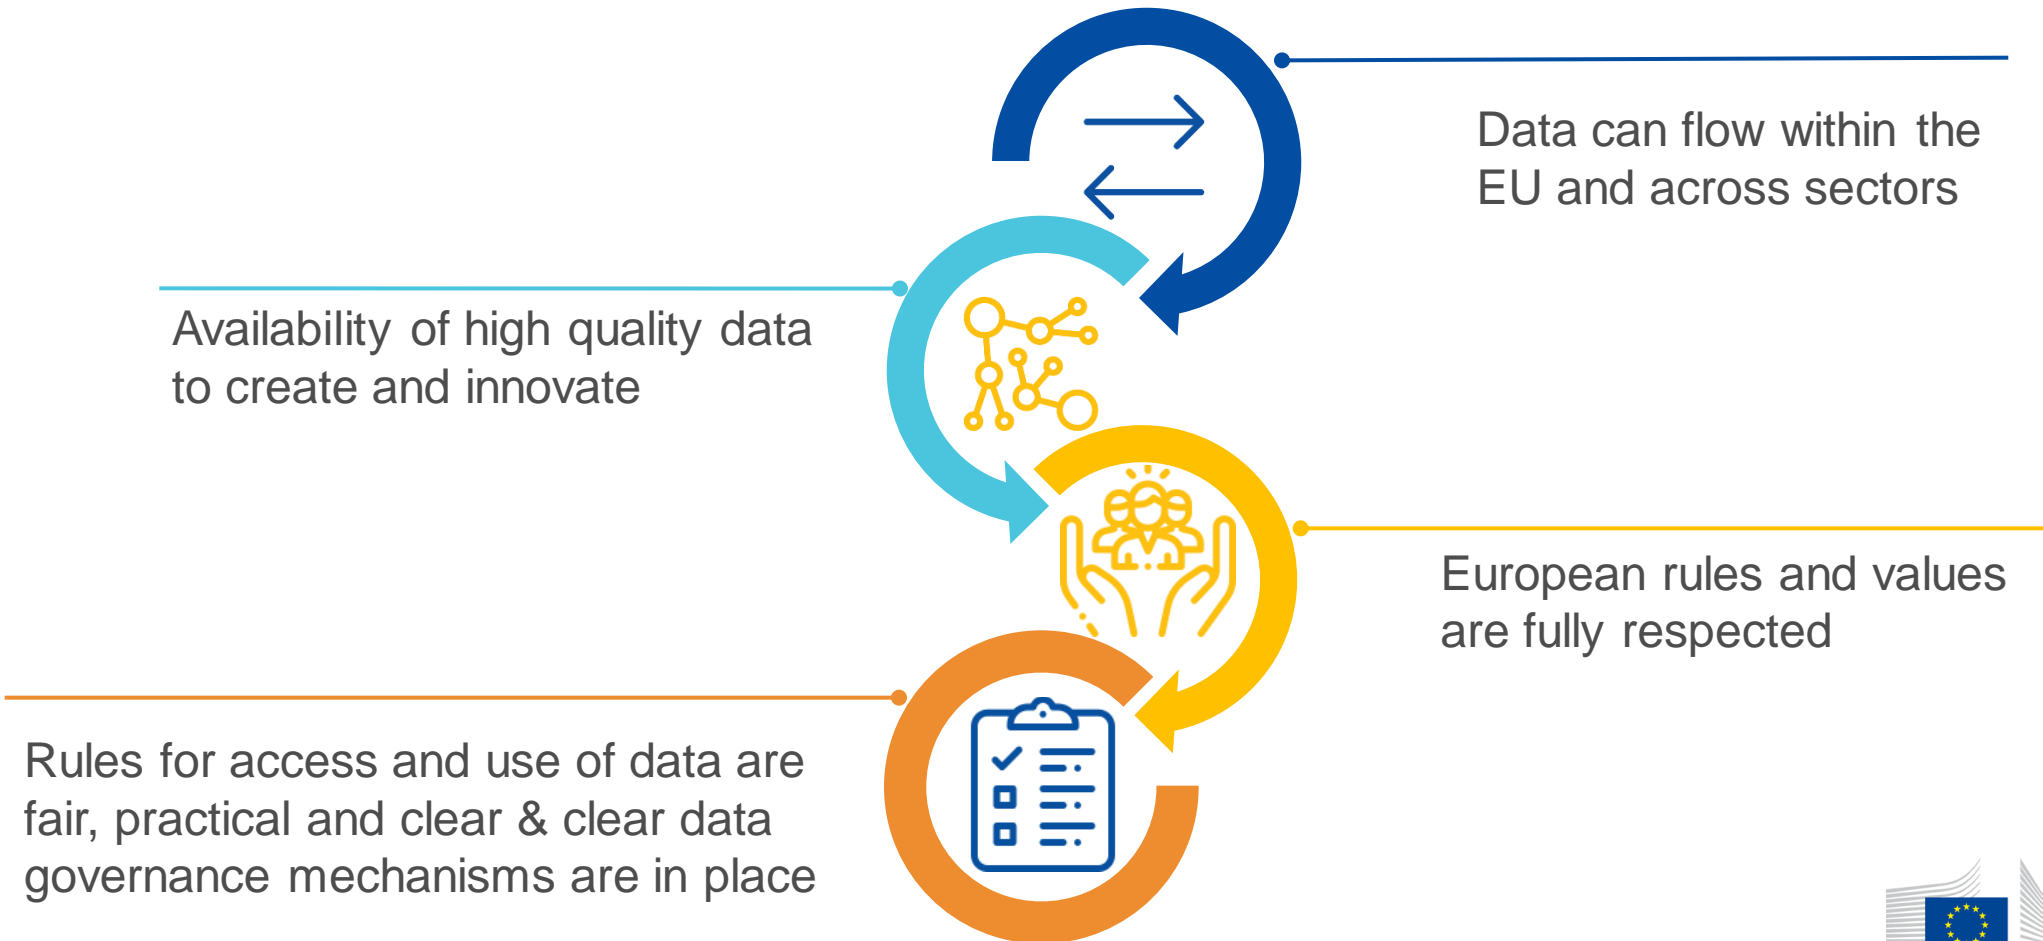 Data can flow within the
EU and across sectors
Availability of high quality data
to create and innovate
European rules and values
are fully respected
Rules for access and use of data are
fair, practical and clear & clear data
governance mechanisms are in place